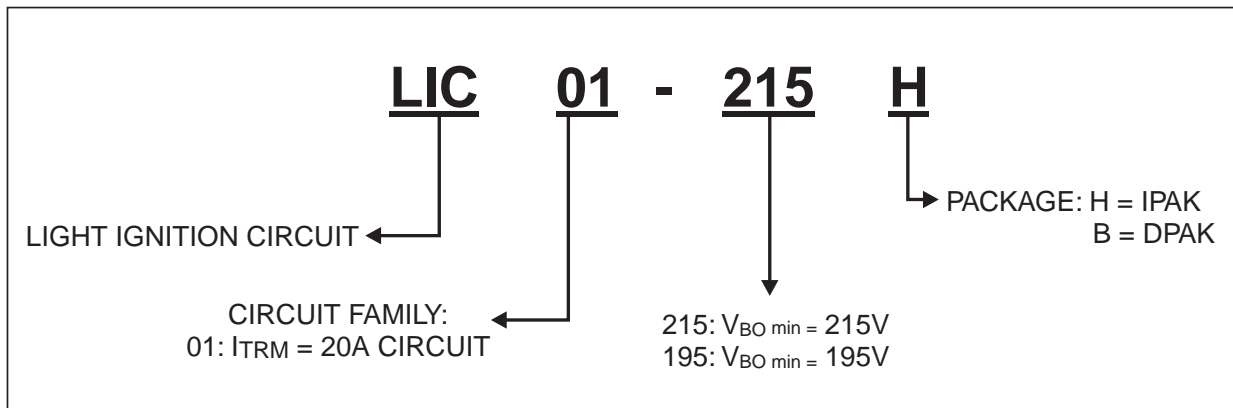 LIC 01 - 215 H
PACKAGE: H = IPAK
B = DPAK
LIGHT IGNITION CIRCUIT
CIRCUIT FAMILY:
01: ITRM = 20A CIRCUIT
215: VBO min = 215V
195: VBO min = 195V